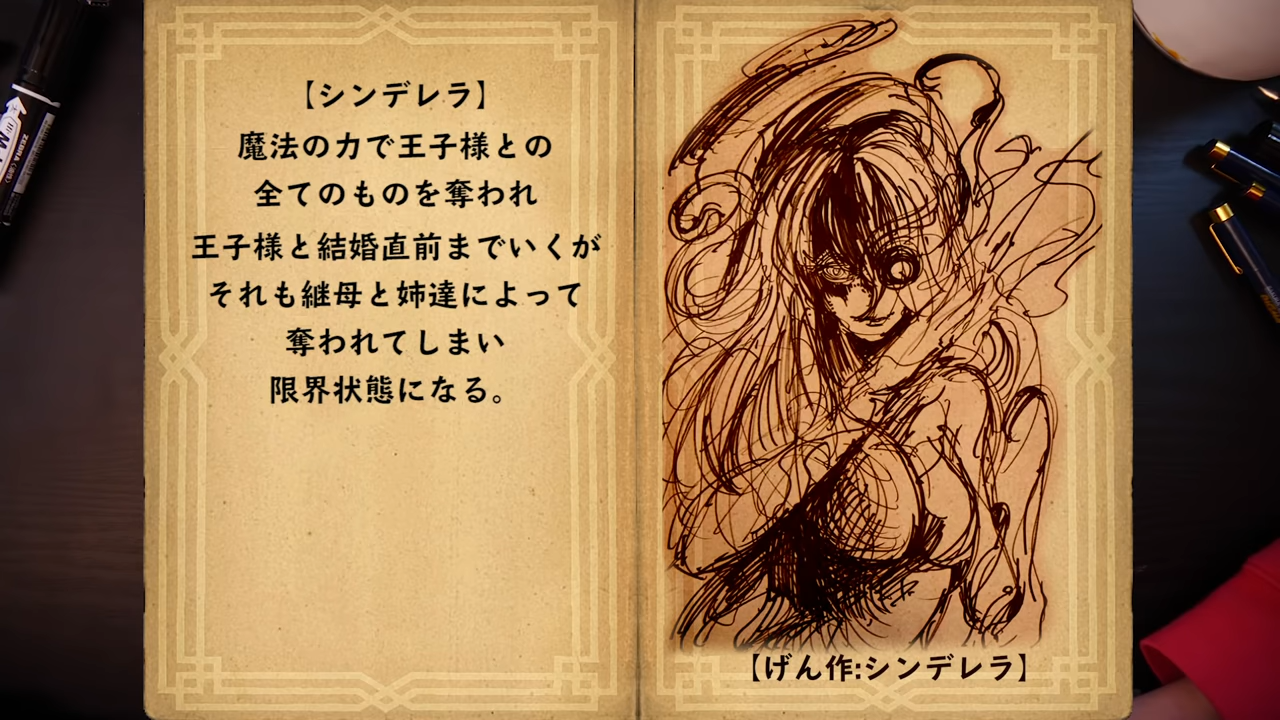 【シンデレラ】
魔法の力で王子様との
全てのものを奪われ
王子様と結婚直前までいくが
それも継母と姉達によって
奪われてしまい
限界状態になる。
【げん作:シンデレラ】
ZEBRA